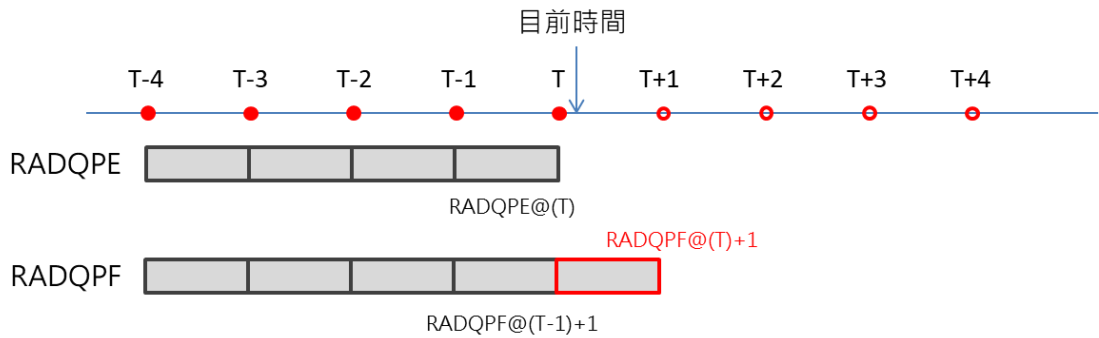 目前時間
T-4 T-3 T-2 T-1 T T+1 T+2 T+3 T+4
RADQPE
RADQPE@(T)
RADQPF@(T)+1
RADQPF
RADQPF@(T-1)+1